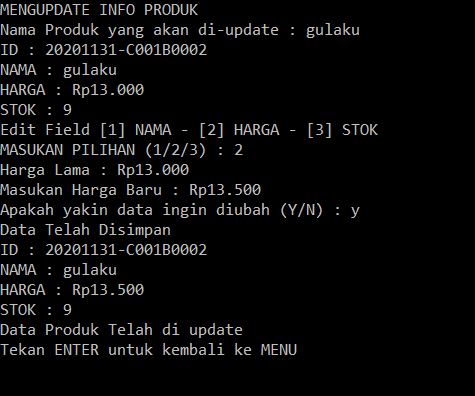 MENGUPDATE INFO PRODUK
Nama Produk yang akan di-update : gulaku
ID : 20201131-C001B0002
NAMA : gulaku
HARGA : Rp13.000
STOK : 9
Edit Field [1] NAMA - [2] HARGA - [3] STOK
MASUKAN PILIHAN (1/2/3) : 2
Harga Lama : Rp13.000
Masukan Harga Baru : Rp13.500
Apakah yakin data ingin diubah (Y/N) : y
Data Telah Disimpan
ID : 20201131-C001B0002
NAMA : gulaku
HARGA : Rp13.500
STOK : 9
Data Produk Telah di update
Tekan ENTER untuk kembali ke MENU